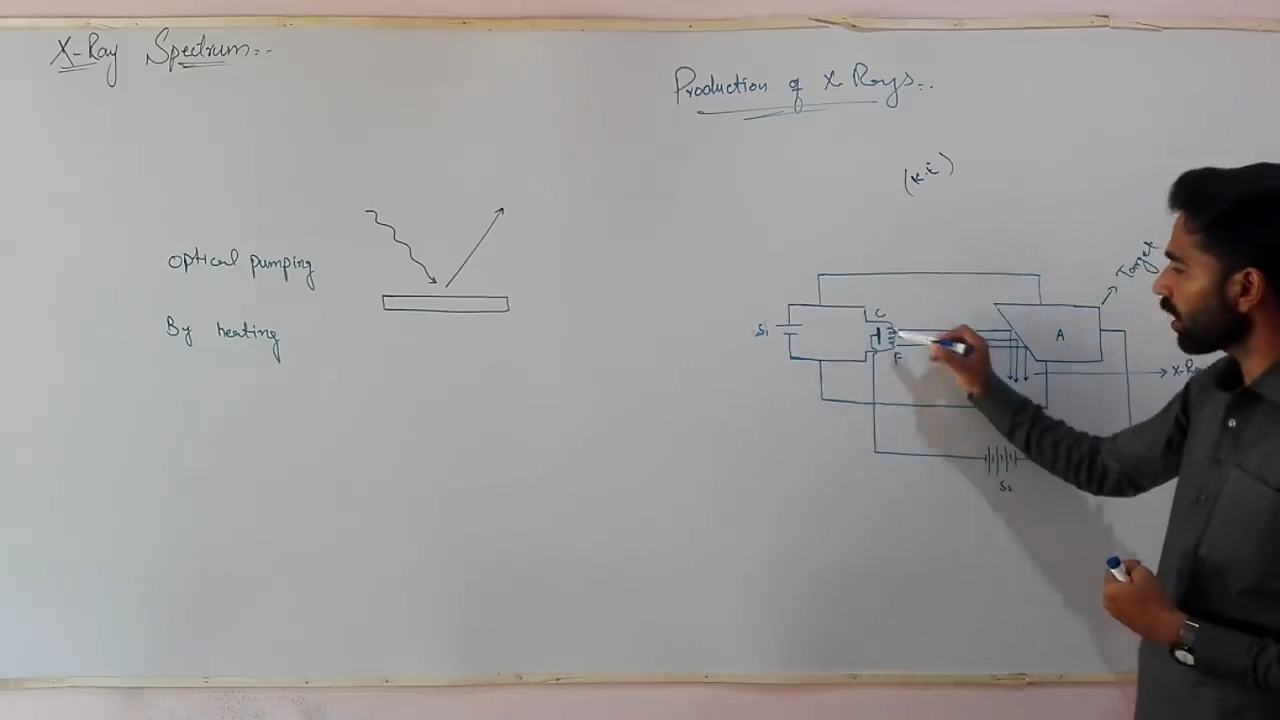 X-Ray Spectrum:-
Production of X-Rays:-
(K.E)
Optical pumping
By heating
Target
S1
C
F
A
X-Ra
S2